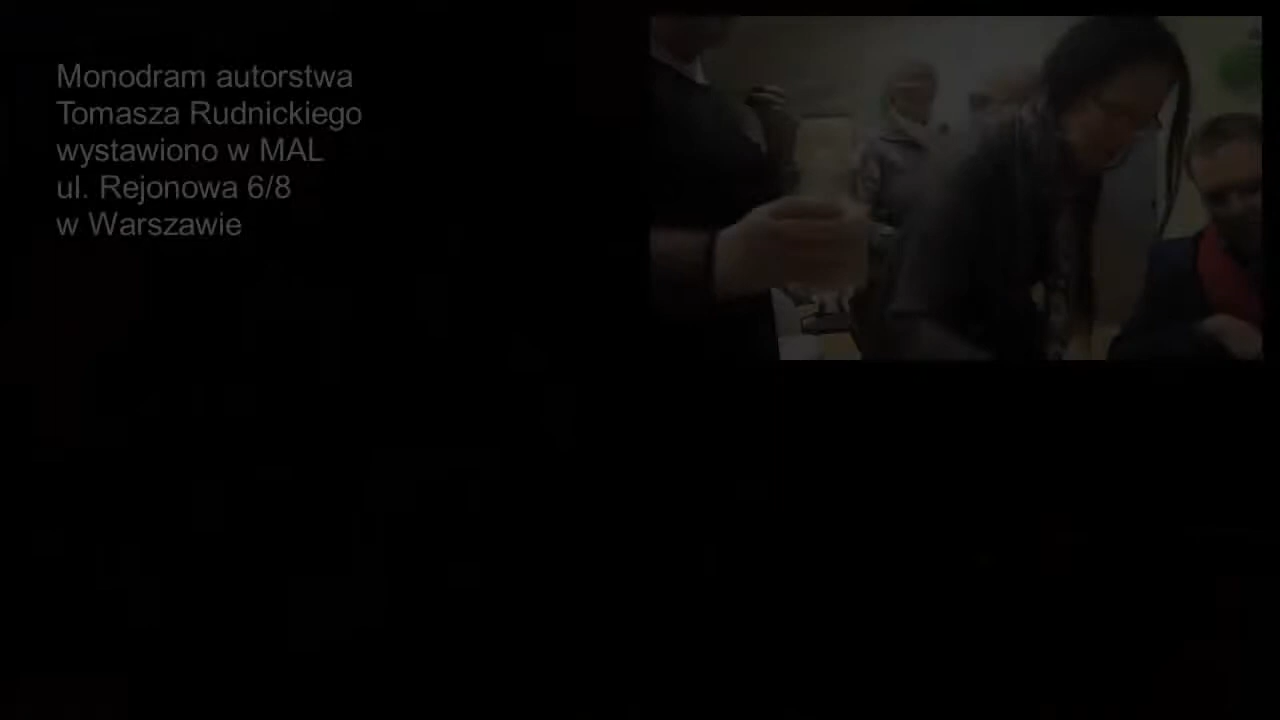 Monodram autorstwa
Tomasza Rudnickiego
wystawiono w MAL
ul. Rejonowa 6/8
w Warszawie